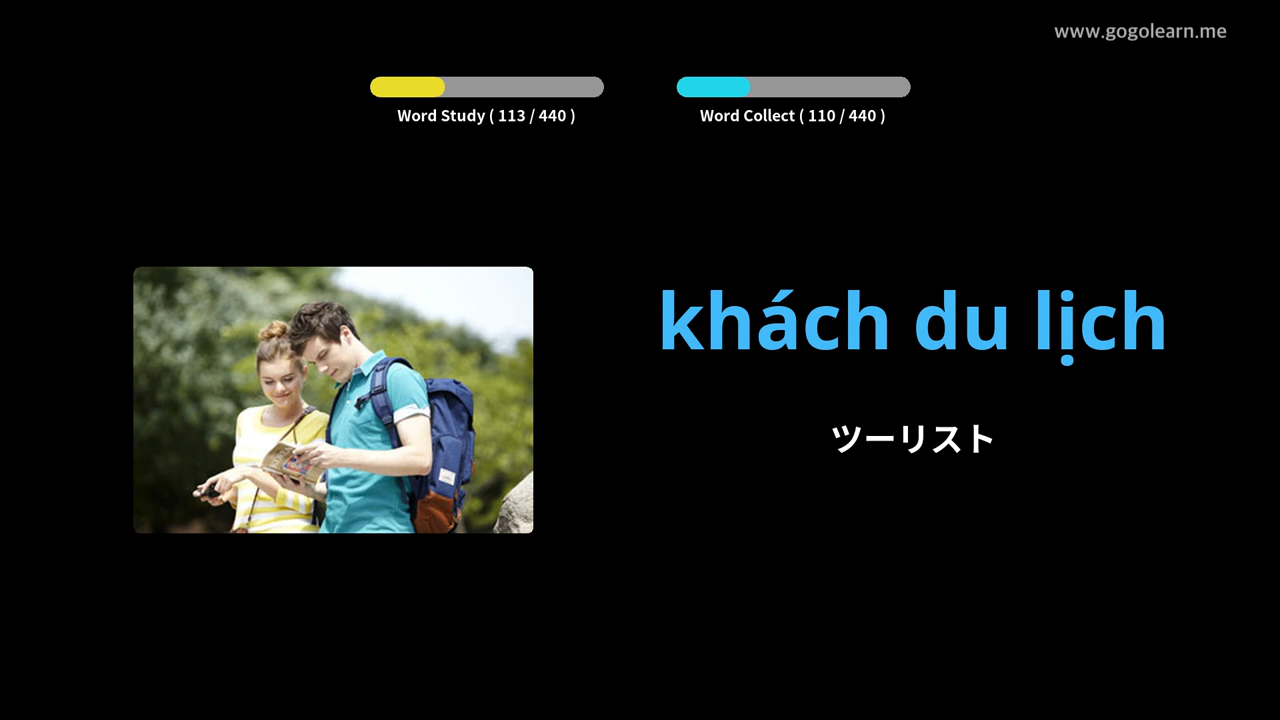 www.gogolearn.me
Word Study ( 113 / 440 )
Word Collect ( 110 / 440 )
khách du lịch
ツーリスト